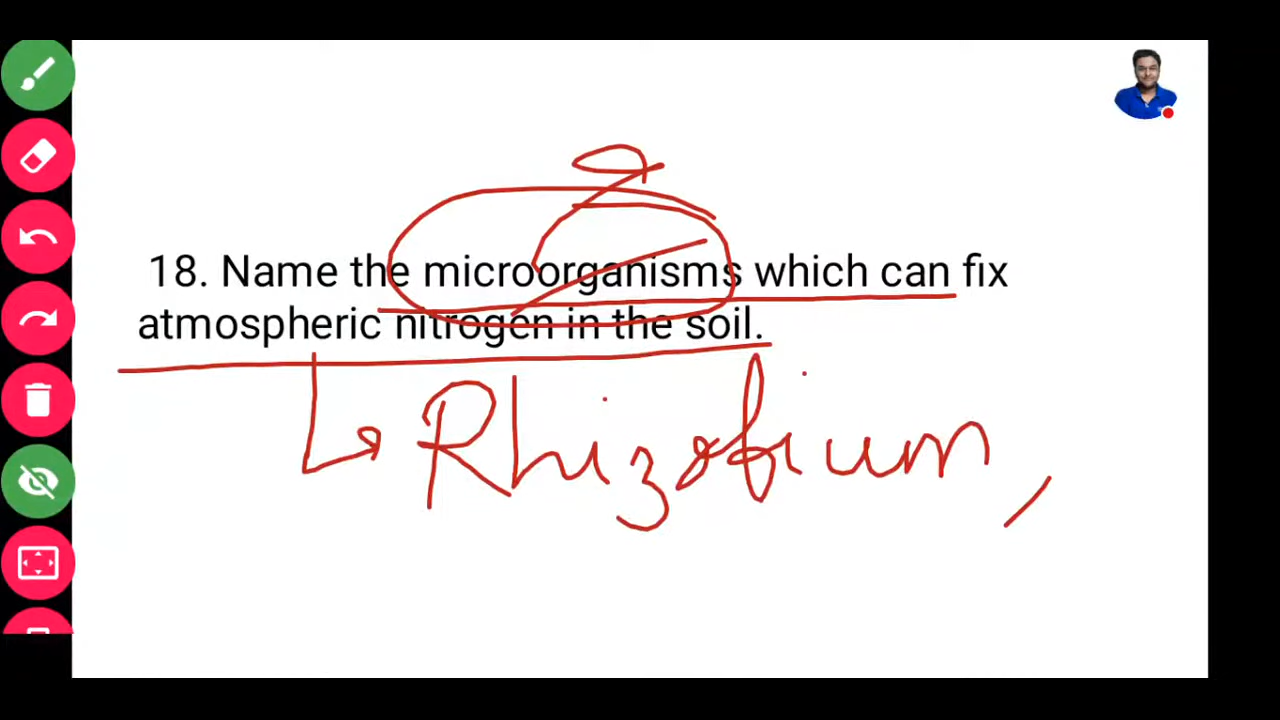 18. Name the microorganisms which can fix
atmospheric nitrogen in the soil.
Rhizobium,